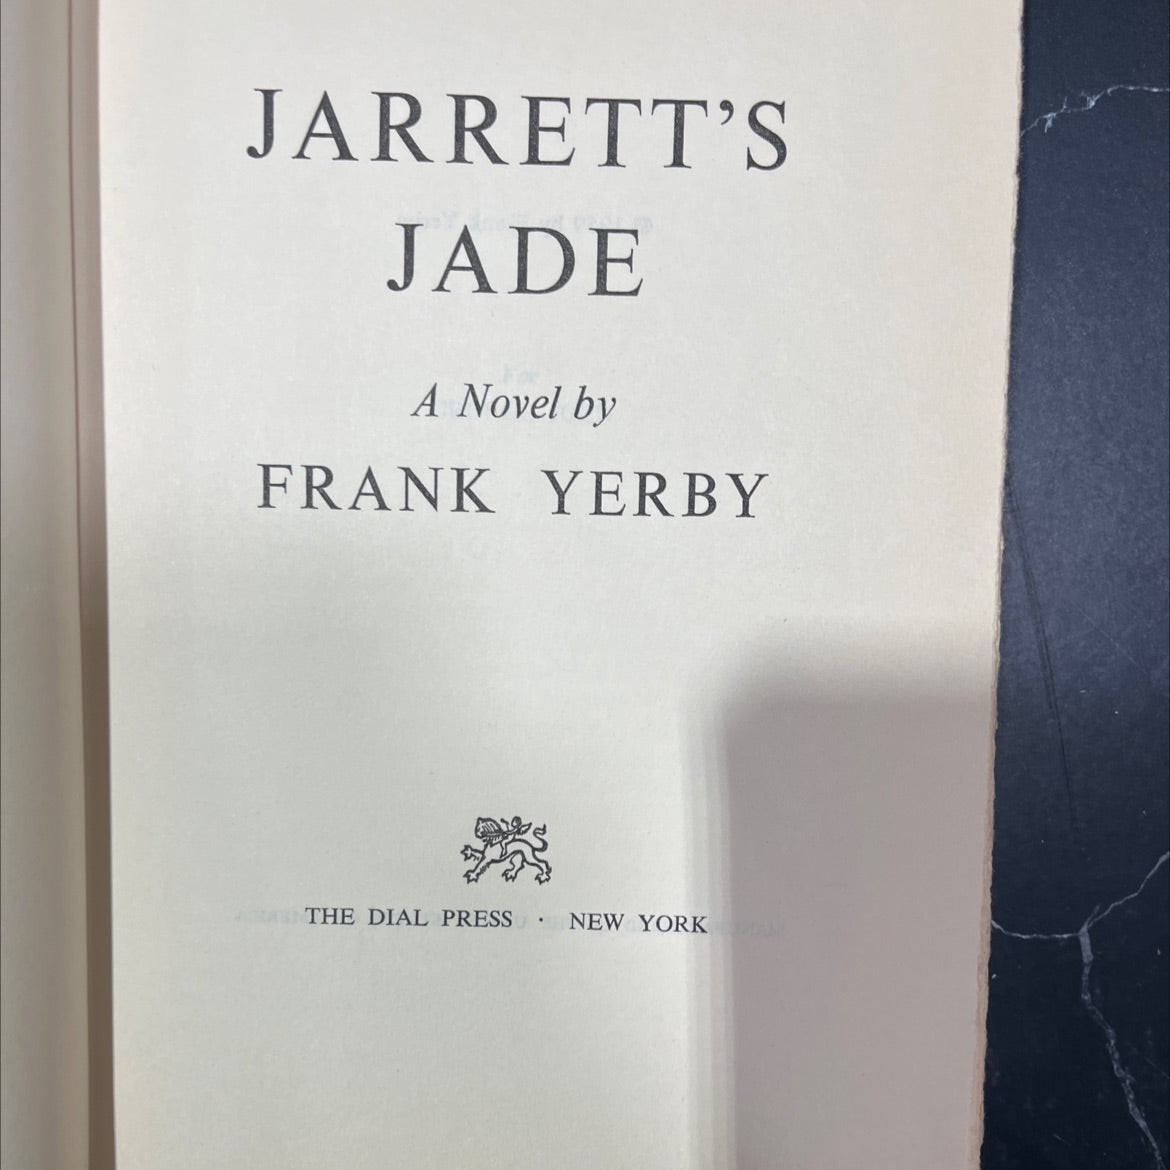 JARRETT'S
JADE
A Novel by
FRANK YERBY
THE DIAL PRESS · NEW YORK